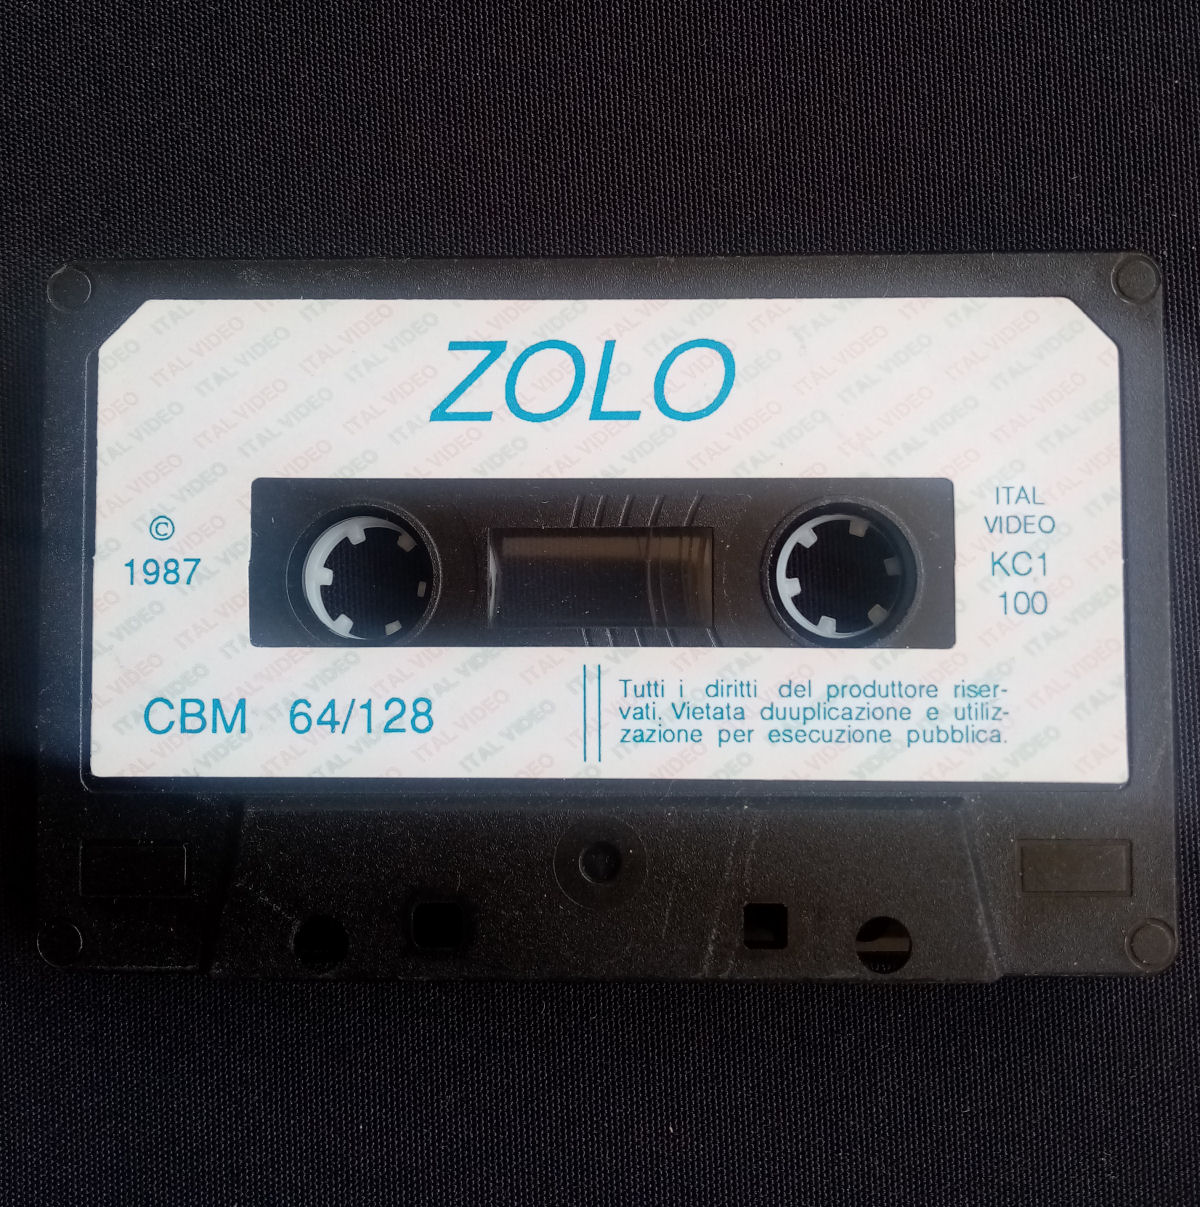 ZOLO
©
1987
ITAL
VIDEO
KC1
100
CBM 64/128
Tutti i diritti del produttore riser-
vati. Vietata duuplicazione e utiliz-
zazione per esecuzione pubblica.